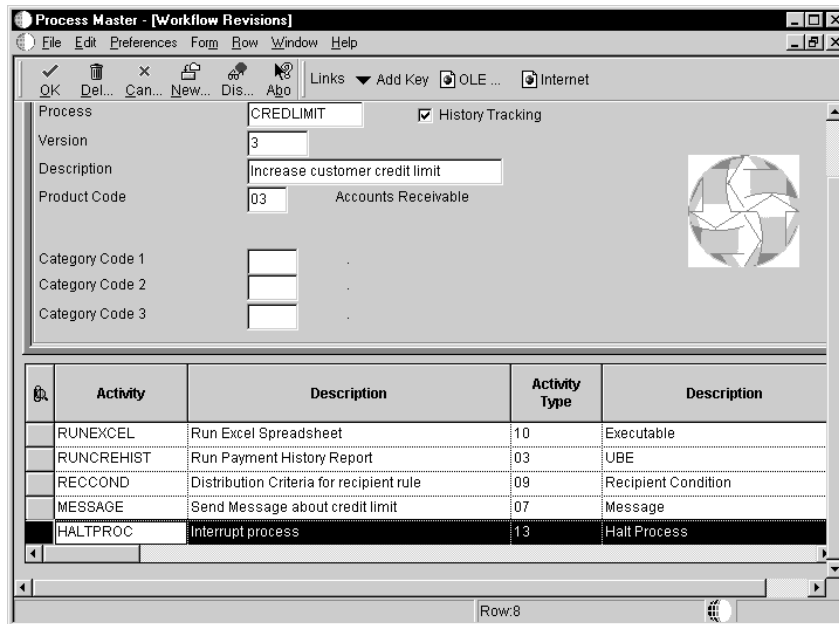 Process Master - [Workflow Revisions]
File Edit Preferences Form Row Window Help
OK Del... Can... New... Dis... Abo Links Add Key OLE ... Internet
Process CREDLIMIT History Tracking
Version 3
Description Increase customer credit limit
Product Code 03 Accounts Receivable
Category Code 1 .
Category Code 2 .
Category Code 3 .
Activity Description Activity Type Description
RUNEXCEL Run Excel Spreadsheet 10 Executable
RUNCREHIST Run Payment History Report 03 UBE
RECCOND Distribution Criteria for recipient rule 09 Recipient Condition
MESSAGE Send Message about credit limit 07 Message
HALTPROC Interrupt process 13 Halt Process
Row:8